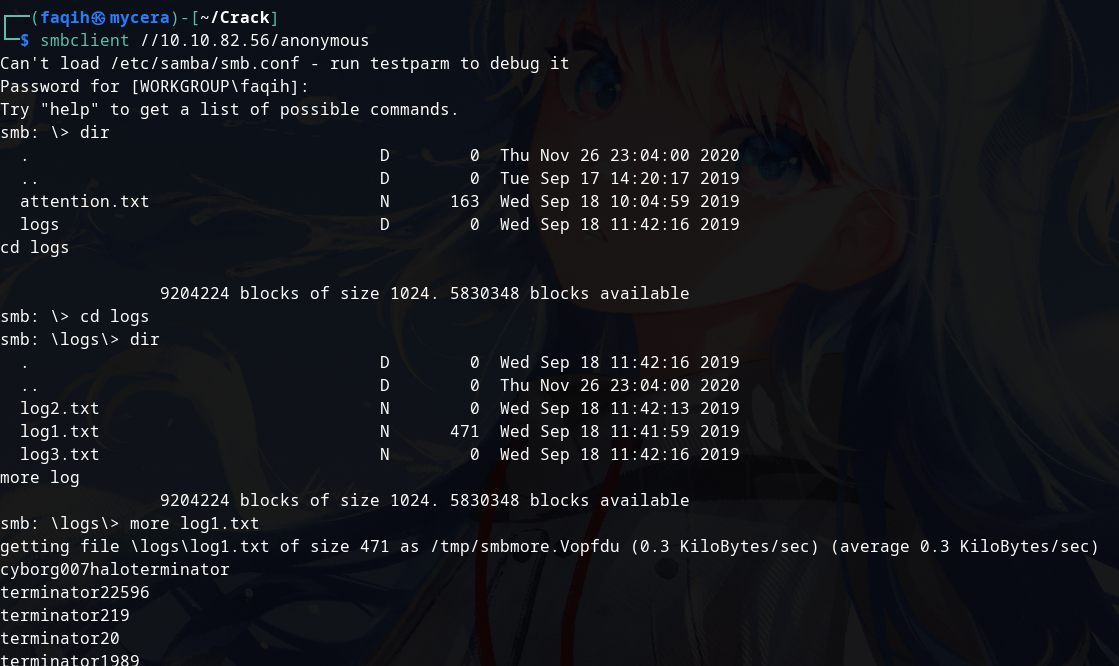 ┌──(faqih㉿mycera)-[~/Crack]
└─$ smbclient //10.10.82.56/anonymous
Can't load /etc/samba/smb.conf - run testparm to debug it
Password for [WORKGROUP\faqih]:
Try "help" to get a list of possible commands.
smb: \> dir
  .                                   D        0  Thu Nov 26 23:04:00 2020
  ..                                  D        0  Tue Sep 17 14:20:17 2019
  attention.txt                       N      163  Wed Sep 18 10:04:59 2019
  logs                                D        0  Wed Sep 18 11:42:16 2019
cd logs
                9204224 blocks of size 1024. 5830348 blocks available
smb: \> cd logs
smb: \logs\> dir
  .                                   D        0  Wed Sep 18 11:42:16 2019
  ..                                  D        0  Thu Nov 26 23:04:00 2020
  log2.txt                            N        0  Wed Sep 18 11:42:13 2019
  log1.txt                            N      471  Wed Sep 18 11:41:59 2019
  log3.txt                            N        0  Wed Sep 18 11:42:16 2019
more log
                9204224 blocks of size 1024. 5830348 blocks available
smb: \logs\> more log1.txt
getting file \logs\log1.txt of size 471 as /tmp/smbmore.Vopfdu (0.3 KiloBytes/sec) (average 0.3 KiloBytes/sec)
cyborg007haloterminator
terminator22596
terminator219
terminator20
terminator1989